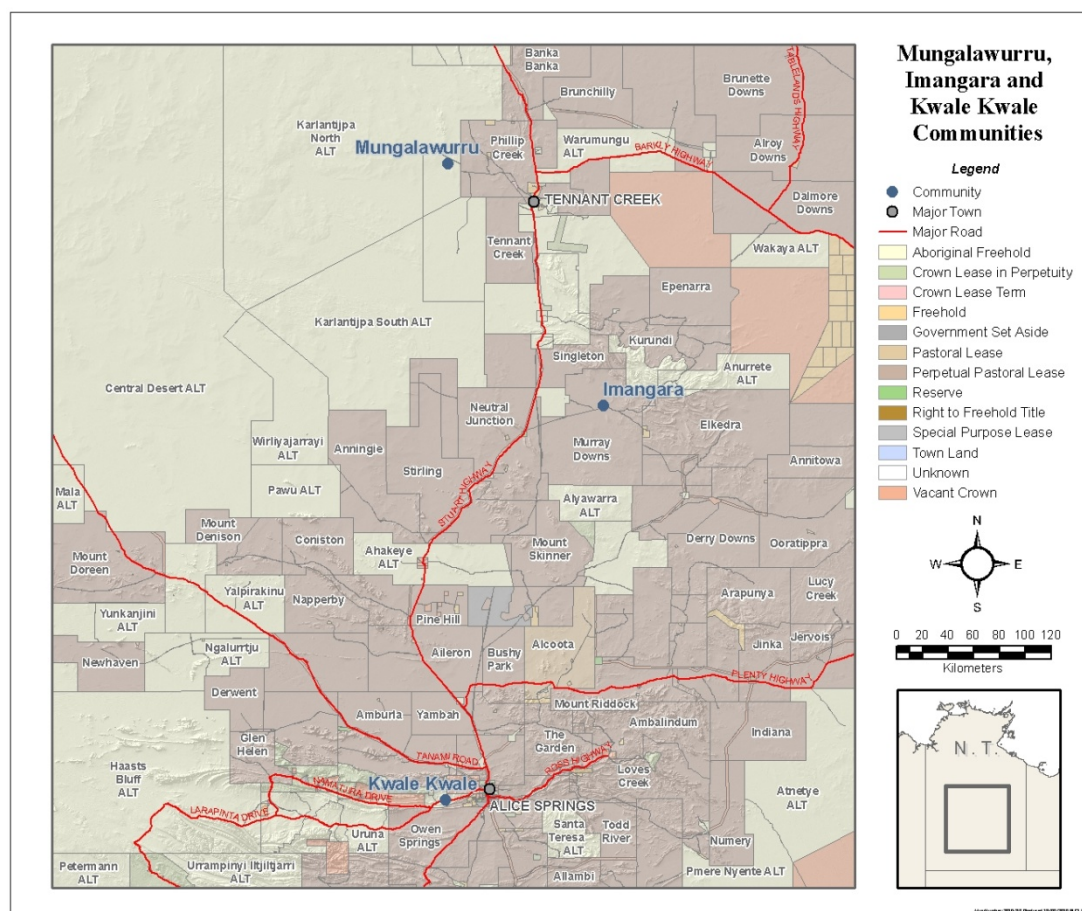 Mungalawurru,
Imangara and
Kwale Kwale
Communities
Legend
Community
Major Town
Major Road
Aboriginal Freehold
Crown Lease in Perpetuity
Crown Lease Term
Freehold
Government Set Aside
Pastoral Lease
Perpetual Pastoral Lease
Reserve
Right to Freehold Title
Special Purpose Lease
Town Land
Unknown
Vacant Crown
N
W
E
S
0 20 40 60 80 100 120
Kilometers
N.T.
Banka
Banka
Brunchilly
Brunette
Downs
TABLELANDS HIGHWAY
Karlantijpa
North
ALT
Mungalawurru
Phillip
Creek
Warumungu
ALT
BARKLY HIGHWAY
Alroy
Downs
TENNANT CREEK
Dalmore
Downs
Tennant
Creek
Wakaya ALT
Epenarra
Karlantijpa South ALT
Kurundi
Singleton
Anurrete
ALT
Central Desert ALT
Imangara
Neutral
Junction
Elkedra
Wirliyajarrayi
ALT
Anningie
Murray
Downs
Stirling
Annitowa
Mala
ALT
Pawu ALT
STUART HIGHWAY
Alyawarra
ALT
Mount
Denison
Coniston
Mount
Doreen
Ahakeye
ALT
Mount
Skinner
Derry Downs
Ooratippra
Yalpirakinu
ALT
Napperby
Arapunya
Lucy
Creek
Yunkanjini
ALT
Pine Hill
Ngalurrtju
ALT
Aileron
Bushy
Park
Alcoota
Jinka
Jervois
Newhaven
PLENTY HIGHWAY
Derwent
Amburla
Yambah
Mount Riddock
Ambalindum
Glen
Helen
The
Garden
Indiana
TANAMI ROAD
ROSS HIGHWAY
Haasts
Bluff
ALT
Loves
Creek
Kwale Kwale
NAMATJIRA DRIVE
Atnetye
ALT
ALICE SPRINGS
LARAPINTA DRIVE
Uruna
ALT
Owen
Springs
Santa
Teresa
ALT
Todd
River
Numery
Petermann
ALT
Urrampinyi Iltjiltjarri
ALT
Allambi
Pmere Nyente ALT